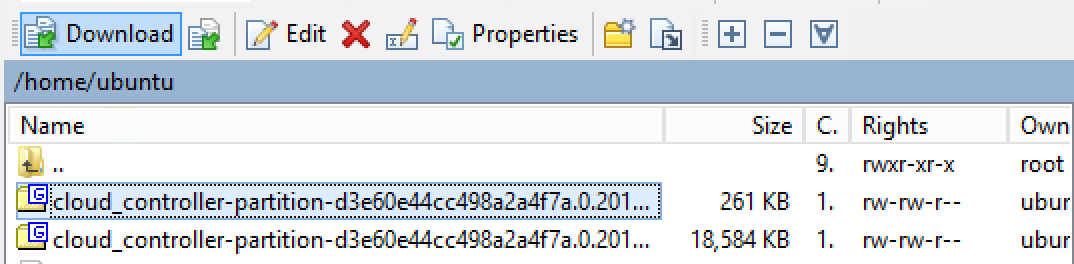 Download Edit Properties
/home/ubuntu
Name Size C. Rights Own
.. 9. rwxr-xr-x root
cloud_controller-partition-d3e60e44cc498a2a4f7a.0.201... 261 KB 1. rw-rw-r-- ubur
cloud_controller-partition-d3e60e44cc498a2a4f7a.0.201... 18,584 KB 1. rw-rw-r-- ubur